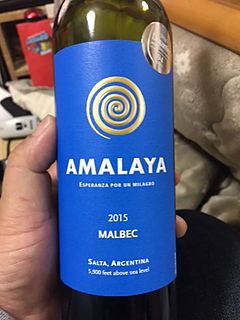 AMALAYA
ESPERANZA POR UN MILAGRO
2015
MALBEC
SALTA, ARGENTINA
5,900 feet above sea level